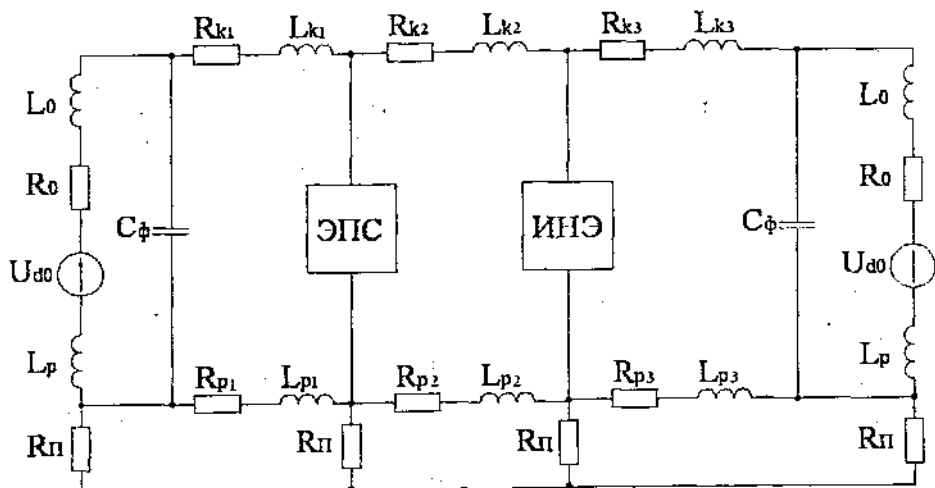 Rk1 Lk1 Rk2 Lk2 Rk3 Lk3
L0 L0
R0 R0
Cф ЭПС ИНЭ Cф
Ud0 Ud0
Lp Lp
Rp1 Lp1 Rp2 Lp2 Rp3 Lp3
RП RП RП RП